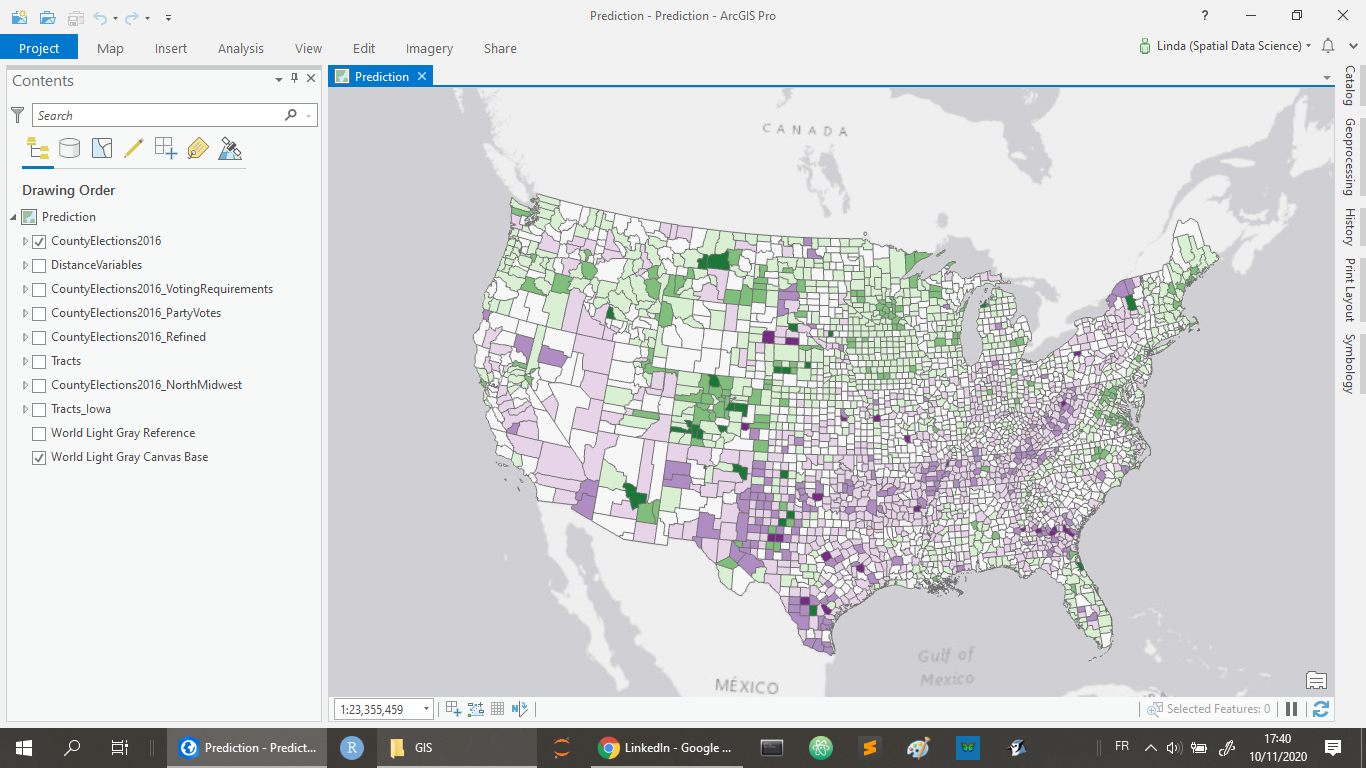 Prediction - Prediction - ArcGIS Pro
?
Project Map Insert Analysis View Edit Imagery Share
Linda (Spatial Data Science)
Contents
Search
Drawing Order
Prediction
CountyElections2016
DistanceVariables
CountyElections2016_VotingRequirements
CountyElections2016_PartyVotes
CountyElections2016_Refined
Tracts
CountyElections2016_NorthMidwest
Tracts_Iowa
World Light Gray Reference
World Light Gray Canvas Base
Prediction
CANADA
Gulf of
Mexico
MÉXICO
1:23,355,459
Selected Features: 0
Catalog
Geoprocessing
History
Print Layout
Symbology
Prediction - Predict...
R
GIS
LinkedIn - Google ...
FR
17:40
10/11/2020